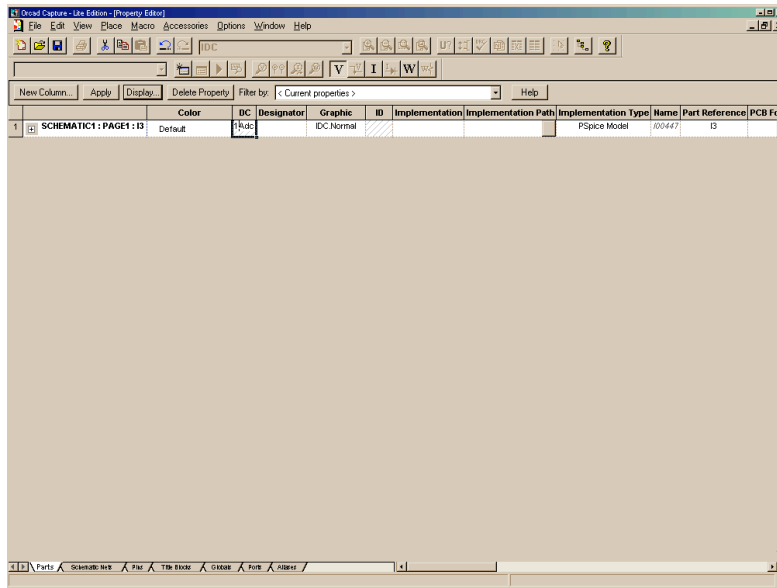 Orcad Capture - Lite Edition - [Property Editor]
File Edit View Place Macro Accessories Options Window Help
IDC
U?
V I W
New Column... Apply Display... Delete Property Filter by: < Current properties > Help
Color DC Designator Graphic ID Implementation Implementation Path Implementation Type Name Part Reference PCB Fo
1 SCHEMATIC1 : PAGE1 : I3 Default 1Adc IDC.Normal PSpice Model I00447 I3
Parts Schematic Nets Pins Title Blocks Globals Ports Aliases